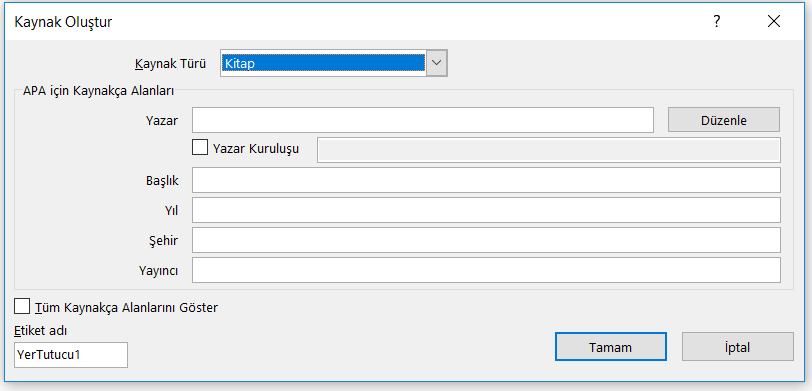 Kaynak Oluştur ?
Kaynak Türü Kitap
APA için Kaynakça Alanları
Yazar Düzenle
Yazar Kuruluşu
Başlık
Yıl
Şehir
Yayıncı
Tüm Kaynakça Alanlarını Göster
Etiket adı
YerTutucu1 Tamam İptal